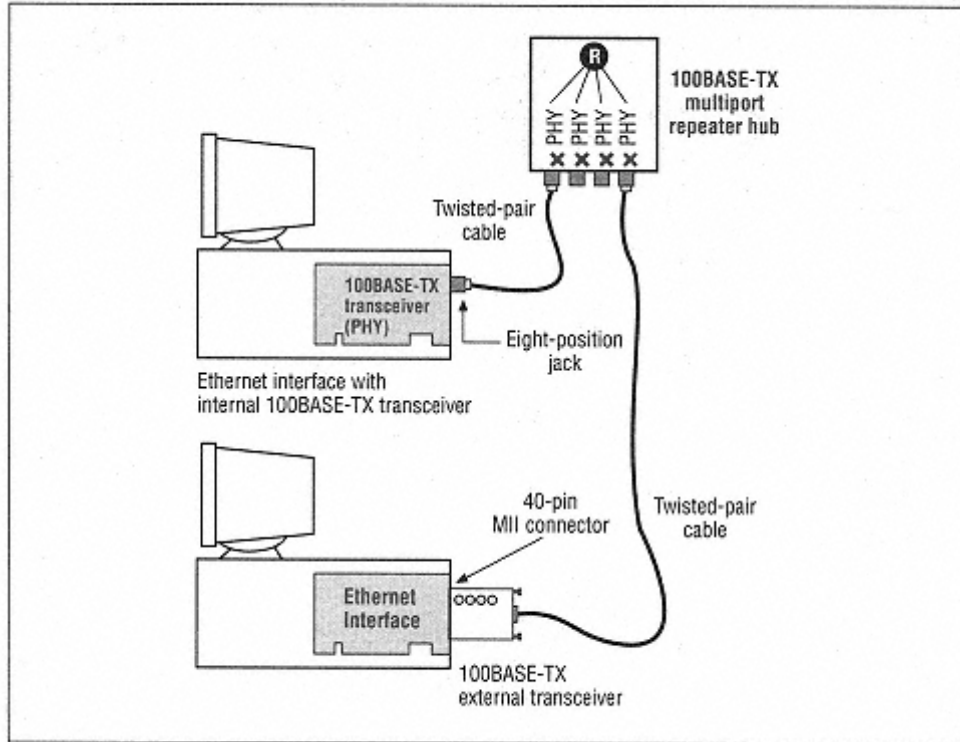 R
PHY PHY PHY PHY
100BASE-TX
multiport
repeater hub
Twisted-pair
cable
100BASE-TX
transceiver
(PHY)
Eight-position
jack
Ethernet interface with
internal 100BASE-TX transceiver
40-pin
MII connector
Twisted-pair
cable
Ethernet
Interface
100BASE-TX
external transceiver